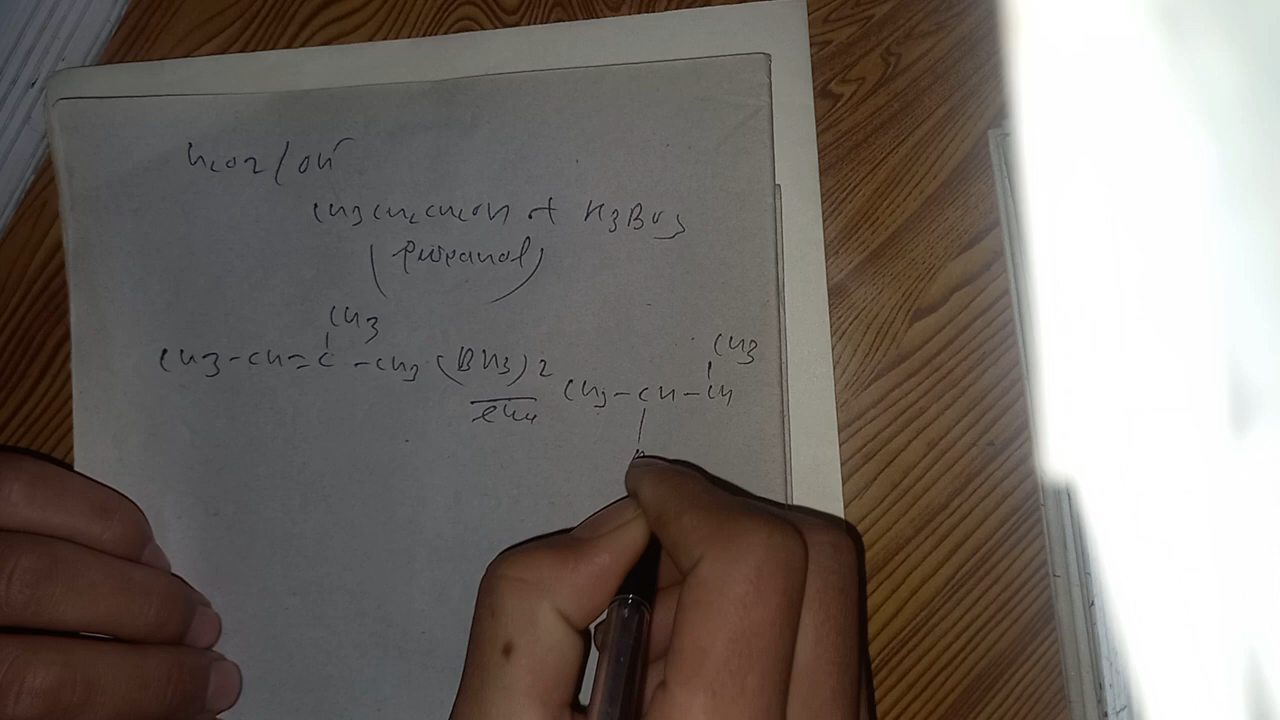 H2O2/OH-
CH3CH2CH2OH + H3BO3
(Propanol)
CH3
CH3-CH=C-CH3 (BH3)2
CH3
CH3-CH-CH